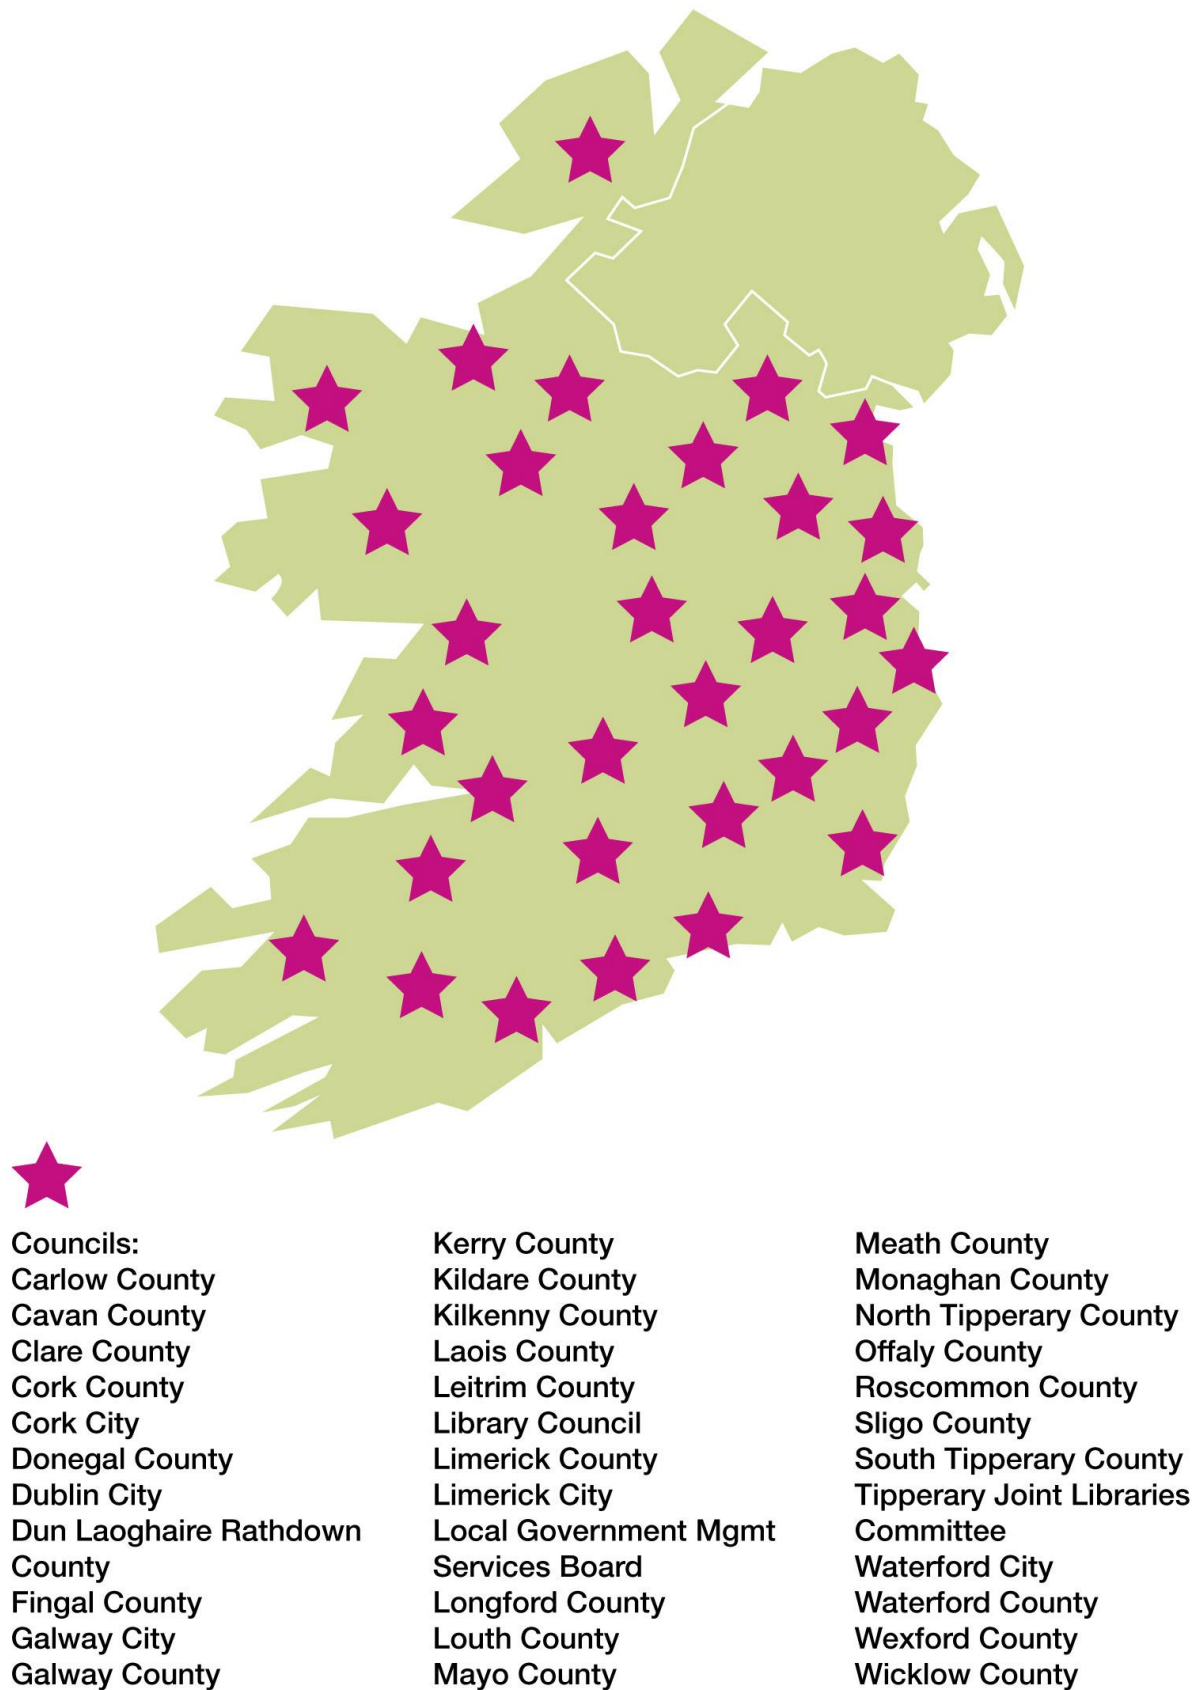 Councils:
Carlow County
Cavan County
Clare County
Cork County
Cork City
Donegal County
Dublin City
Dun Laoghaire Rathdown
County
Fingal County
Galway City
Galway County
Kerry County
Kildare County
Kilkenny County
Laois County
Leitrim County
Library Council
Limerick County
Limerick City
Local Government Mgmt
Services Board
Longford County
Louth County
Mayo County
Meath County
Monaghan County
North Tipperary County
Offaly County
Roscommon County
Sligo County
South Tipperary County
Tipperary Joint Libraries
Committee
Waterford City
Waterford County
Wexford County
Wicklow County